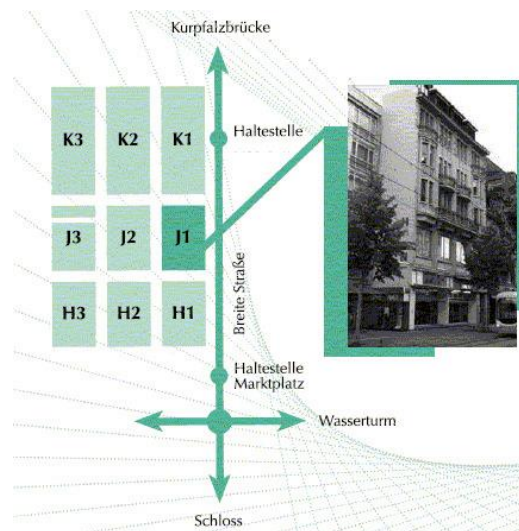 Kurpfalzbrücke
K3 K2 K1
Haltestelle
J3 J2 J1
Breite Straße
H3 H2 H1
Haltestelle
Marktplatz
Wasserturm
Schloss